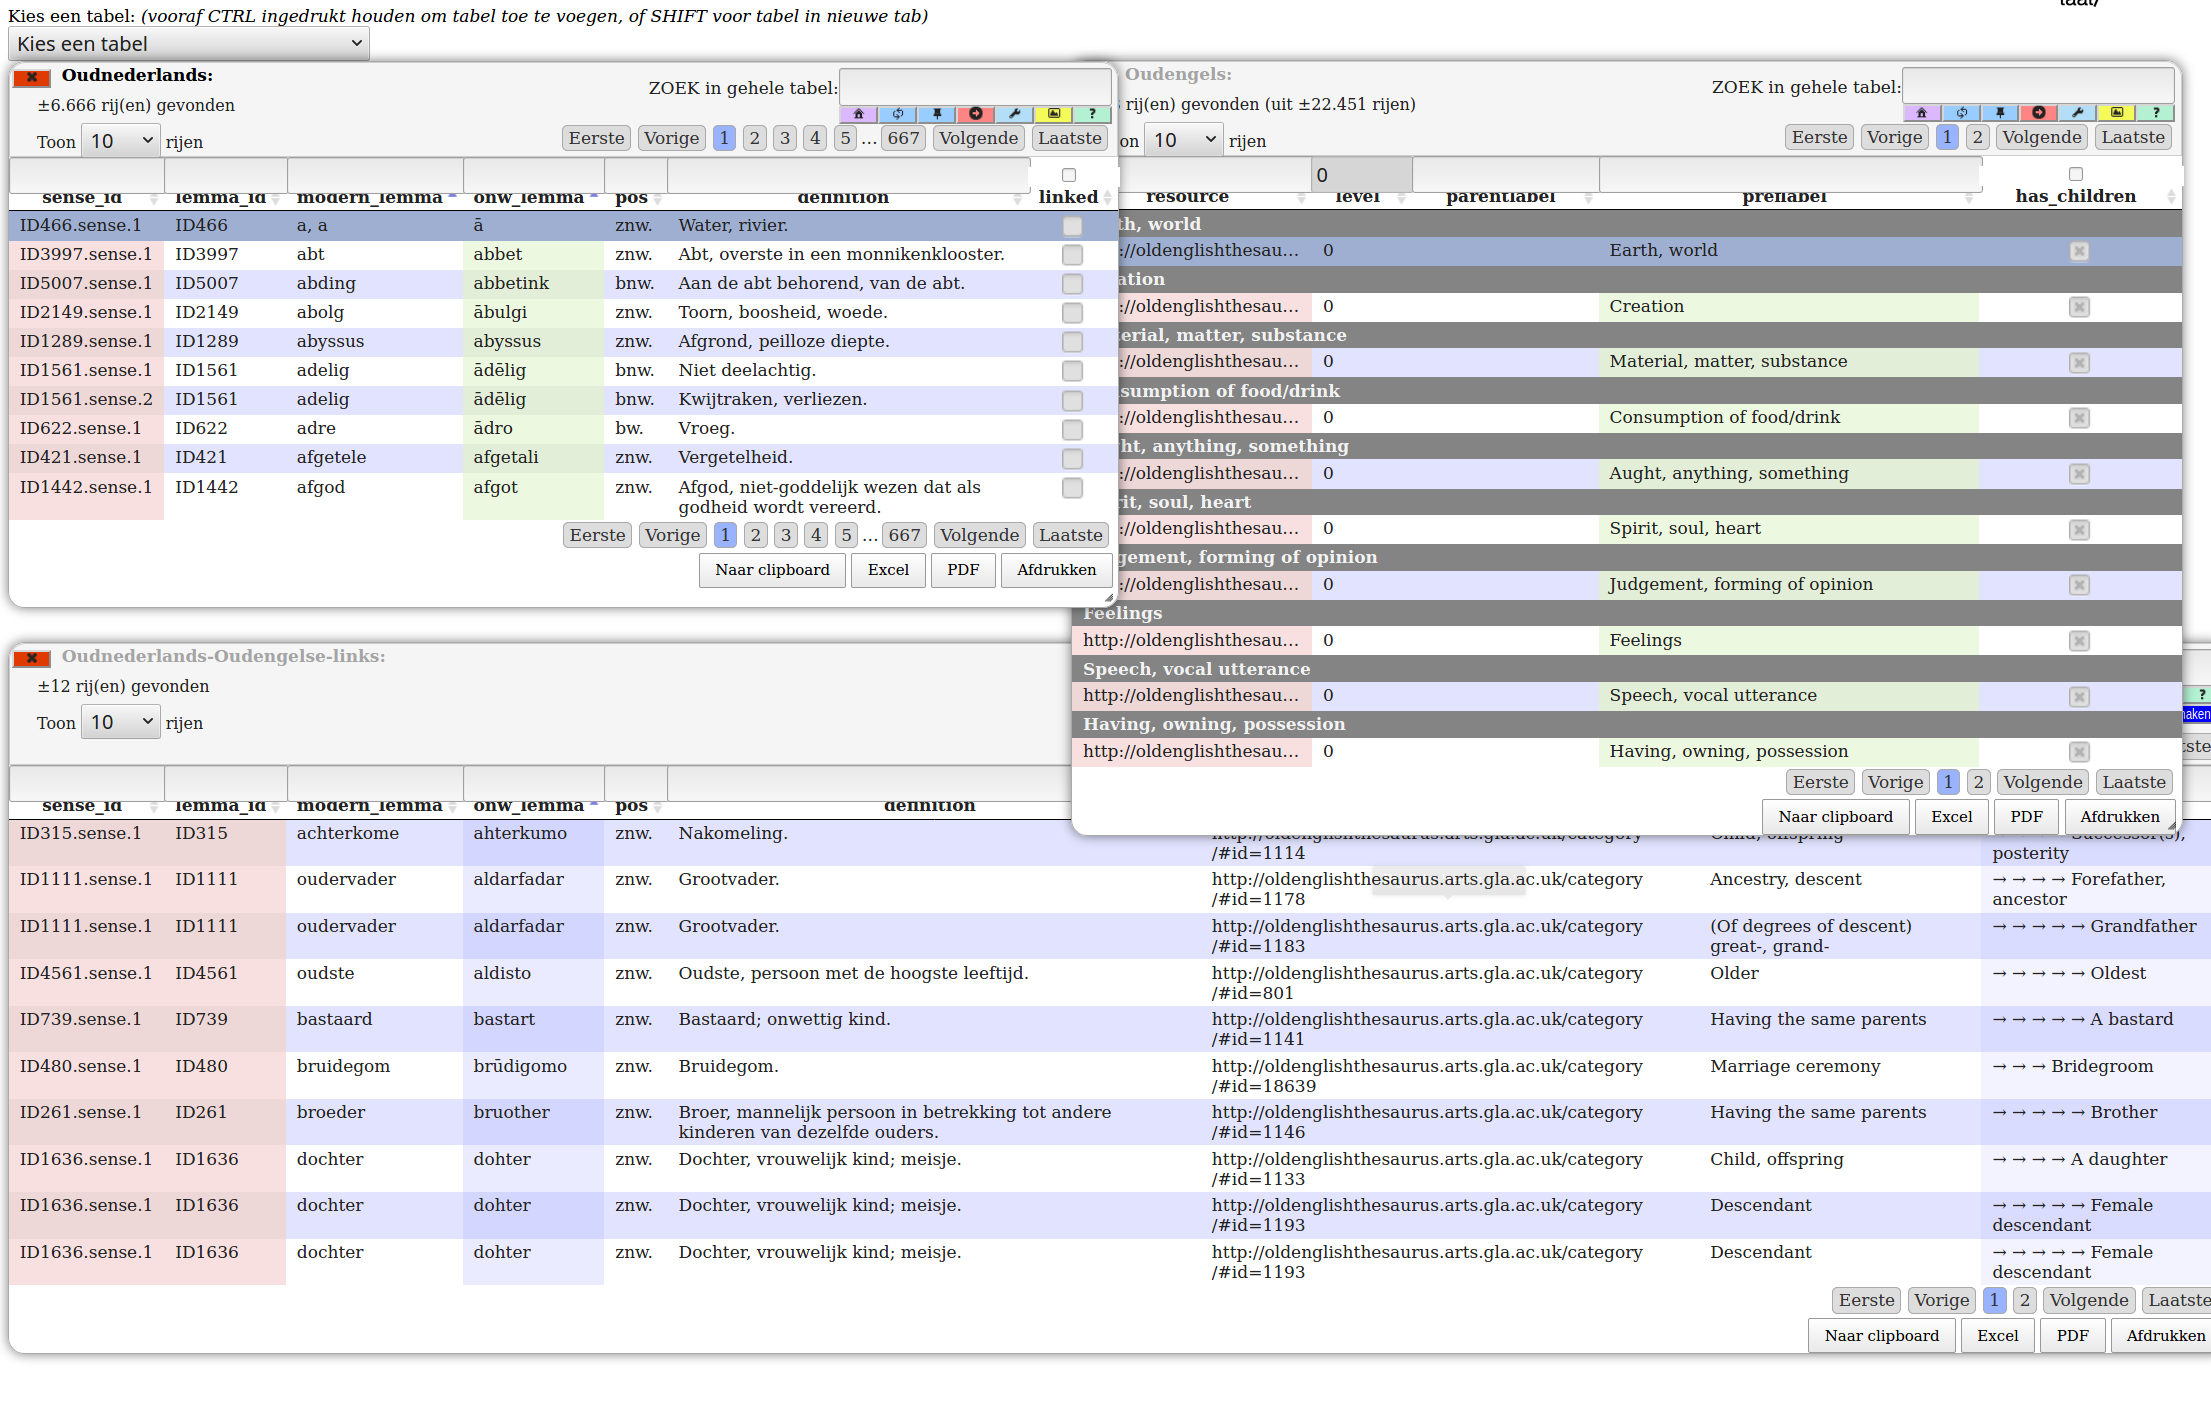 Kies een tabel: (vooraf CTRL ingedrukt houden om tabel toe te voegen, of SHIFT voor tabel in nieuwe tab)
Kies een tabel
Oudnederlands:
±6.666 rij(en) gevonden
ZOEK in gehele tabel:
Toon 10 rijen
Eerste Vorige 1 2 3 4 5 ... 667 Volgende Laatste
sense_id lemma_id modern_lemma onw_lemma pos definition linked
ID466.sense.1 ID466 a, a ā znw. Water, rivier.
ID3997.sense.1 ID3997 abt abbet znw. Abt, overste in een monnikenklooster.
ID5007.sense.1 ID5007 abding abbetink bnw. Aan de abt behorend, van de abt.
ID2149.sense.1 ID2149 abolg ābulgi znw. Toorn, boosheid, woede.
ID1289.sense.1 ID1289 abyssus abyssus znw. Afgrond, peilloze diepte.
ID1561.sense.1 ID1561 adelig ādēlig bnw. Niet deelachtig.
ID1561.sense.2 ID1561 adelig ādēlig bnw. Kwijtraken, verliezen.
ID622.sense.1 ID622 adre ādro bw. Vroeg.
ID421.sense.1 ID421 afgetele afgetali znw. Vergetelheid.
ID1442.sense.1 ID1442 afgod afgot znw. Afgod, niet-goddelijk wezen dat als
godheid wordt vereerd.
Eerste Vorige 1 2 3 4 5 ... 667 Volgende Laatste
Naar clipboard Excel PDF Afdrukken
Oudengels:
rij(en) gevonden (uit ±22.451 rijen)
ZOEK in gehele tabel:
10 rijen
Eerste Vorige 1 2 Volgende Laatste
0
resource level parentlabel preflabel has_children
th, world
://oldenglishthesau... 0 Earth, world
ation
://oldenglishthesau... 0 Creation
erial, matter, substance
://oldenglishthesau... 0 Material, matter, substance
sumption of food/drink
://oldenglishthesau... 0 Consumption of food/drink
ht, anything, something
://oldenglishthesau... 0 Aught, anything, something
rit, soul, heart
://oldenglishthesau... 0 Spirit, soul, heart
gement, forming of opinion
://oldenglishthesau... 0 Judgement, forming of opinion
Feelings
http://oldenglishthesau... 0 Feelings
Speech, vocal utterance
http://oldenglishthesau... 0 Speech, vocal utterance
Having, owning, possession
http://oldenglishthesau... 0 Having, owning, possession
Eerste Vorige 1 2 Volgende Laatste
Naar clipboard Excel PDF Afdrukken
Oudnederlands-Oudengelse-links:
±12 rij(en) gevonden
Toon 10 rijen
sense_id lemma_id modern_lemma onw_lemma pos definition
ID315.sense.1 ID315 achterkome ahterkumo znw. Nakomeling. http://oldenglishthesaurus.arts.gla.ac.uk/category Child, offspring Successor(s),
/#id=1114 posterity
ID1111.sense.1 ID1111 oudervader aldarfadar znw. Grootvader. http://oldenglishthesaurus.arts.gla.ac.uk/category Ancestry, descent → → → → Forefather,
/#id=1178 ancestor
ID1111.sense.1 ID1111 oudervader aldarfadar znw. Grootvader. http://oldenglishthesaurus.arts.gla.ac.uk/category (Of degrees of descent) → → → → → Grandfather
/#id=1183 great-, grand-
ID4561.sense.1 ID4561 oudste aldisto znw. Oudste, persoon met de hoogste leeftijd. http://oldenglishthesaurus.arts.gla.ac.uk/category Older → → → → → Oldest
/#id=801
ID739.sense.1 ID739 bastaard bastart znw. Bastaard; onwettig kind. http://oldenglishthesaurus.arts.gla.ac.uk/category Having the same parents → → → → → A bastard
/#id=1141
ID480.sense.1 ID480 bruidegom brūdigomo znw. Bruidegom. http://oldenglishthesaurus.arts.gla.ac.uk/category Marriage ceremony → → → Bridegroom
/#id=18639
ID261.sense.1 ID261 broeder bruother znw. Broer, mannelijk persoon in betrekking tot andere http://oldenglishthesaurus.arts.gla.ac.uk/category Having the same parents → → → → → Brother
kinderen van dezelfde ouders. /#id=1146
ID1636.sense.1 ID1636 dochter dohter znw. Dochter, vrouwelijk kind; meisje. http://oldenglishthesaurus.arts.gla.ac.uk/category Child, offspring → → → → A daughter
/#id=1133
ID1636.sense.1 ID1636 dochter dohter znw. Dochter, vrouwelijk kind; meisje. http://oldenglishthesaurus.arts.gla.ac.uk/category Descendant → → → → → Female
/#id=1193 descendant
ID1636.sense.1 ID1636 dochter dohter znw. Dochter, vrouwelijk kind; meisje. http://oldenglishthesaurus.arts.gla.ac.uk/category Descendant → → → → → Female
/#id=1193 descendant
Eerste Vorige 1 2 Volgende Laatste
Naar clipboard Excel PDF Afdrukken